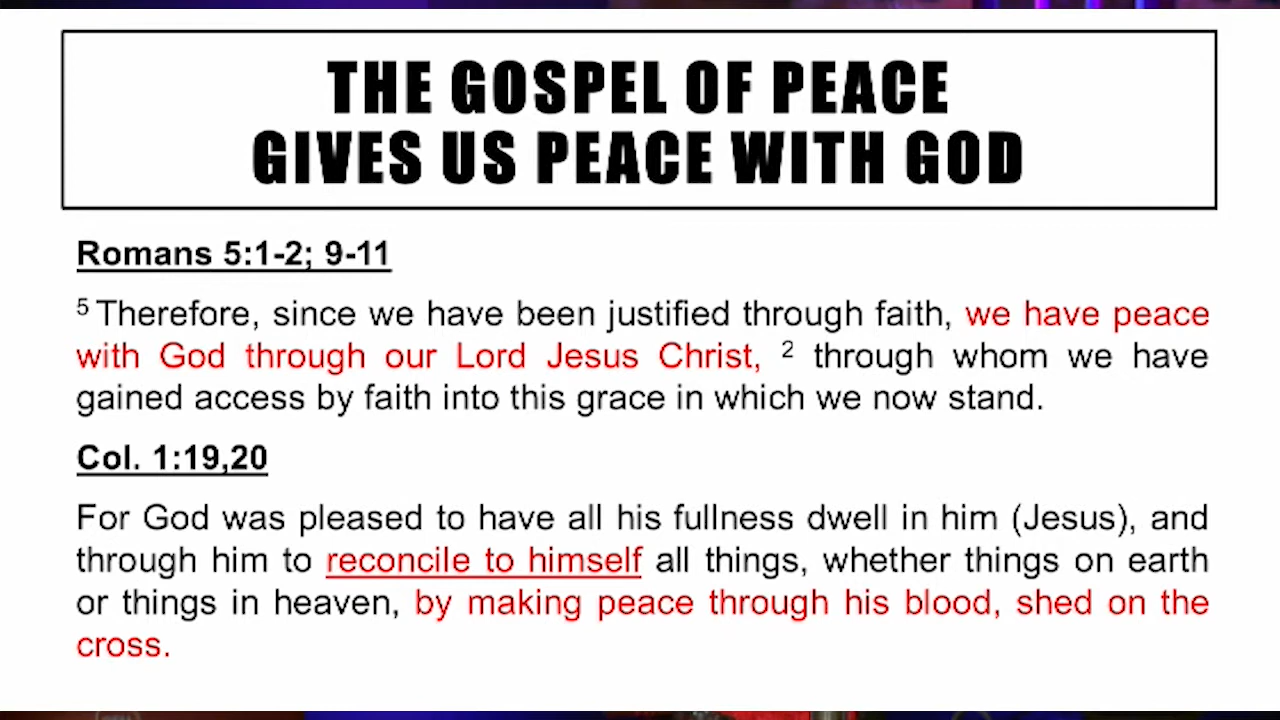 THE GOSPEL OF PEACE
GIVES US PEACE WITH GOD
Romans 5:1-2; 9-11
5 Therefore, since we have been justified through faith, we have peace
with God through our Lord Jesus Christ, 2 through whom we have
gained access by faith into this grace in which we now stand.
Col. 1:19,20
For God was pleased to have all his fullness dwell in him (Jesus), and
through him to reconcile to himself all things, whether things on earth
or things in heaven, by making peace through his blood, shed on the
cross.